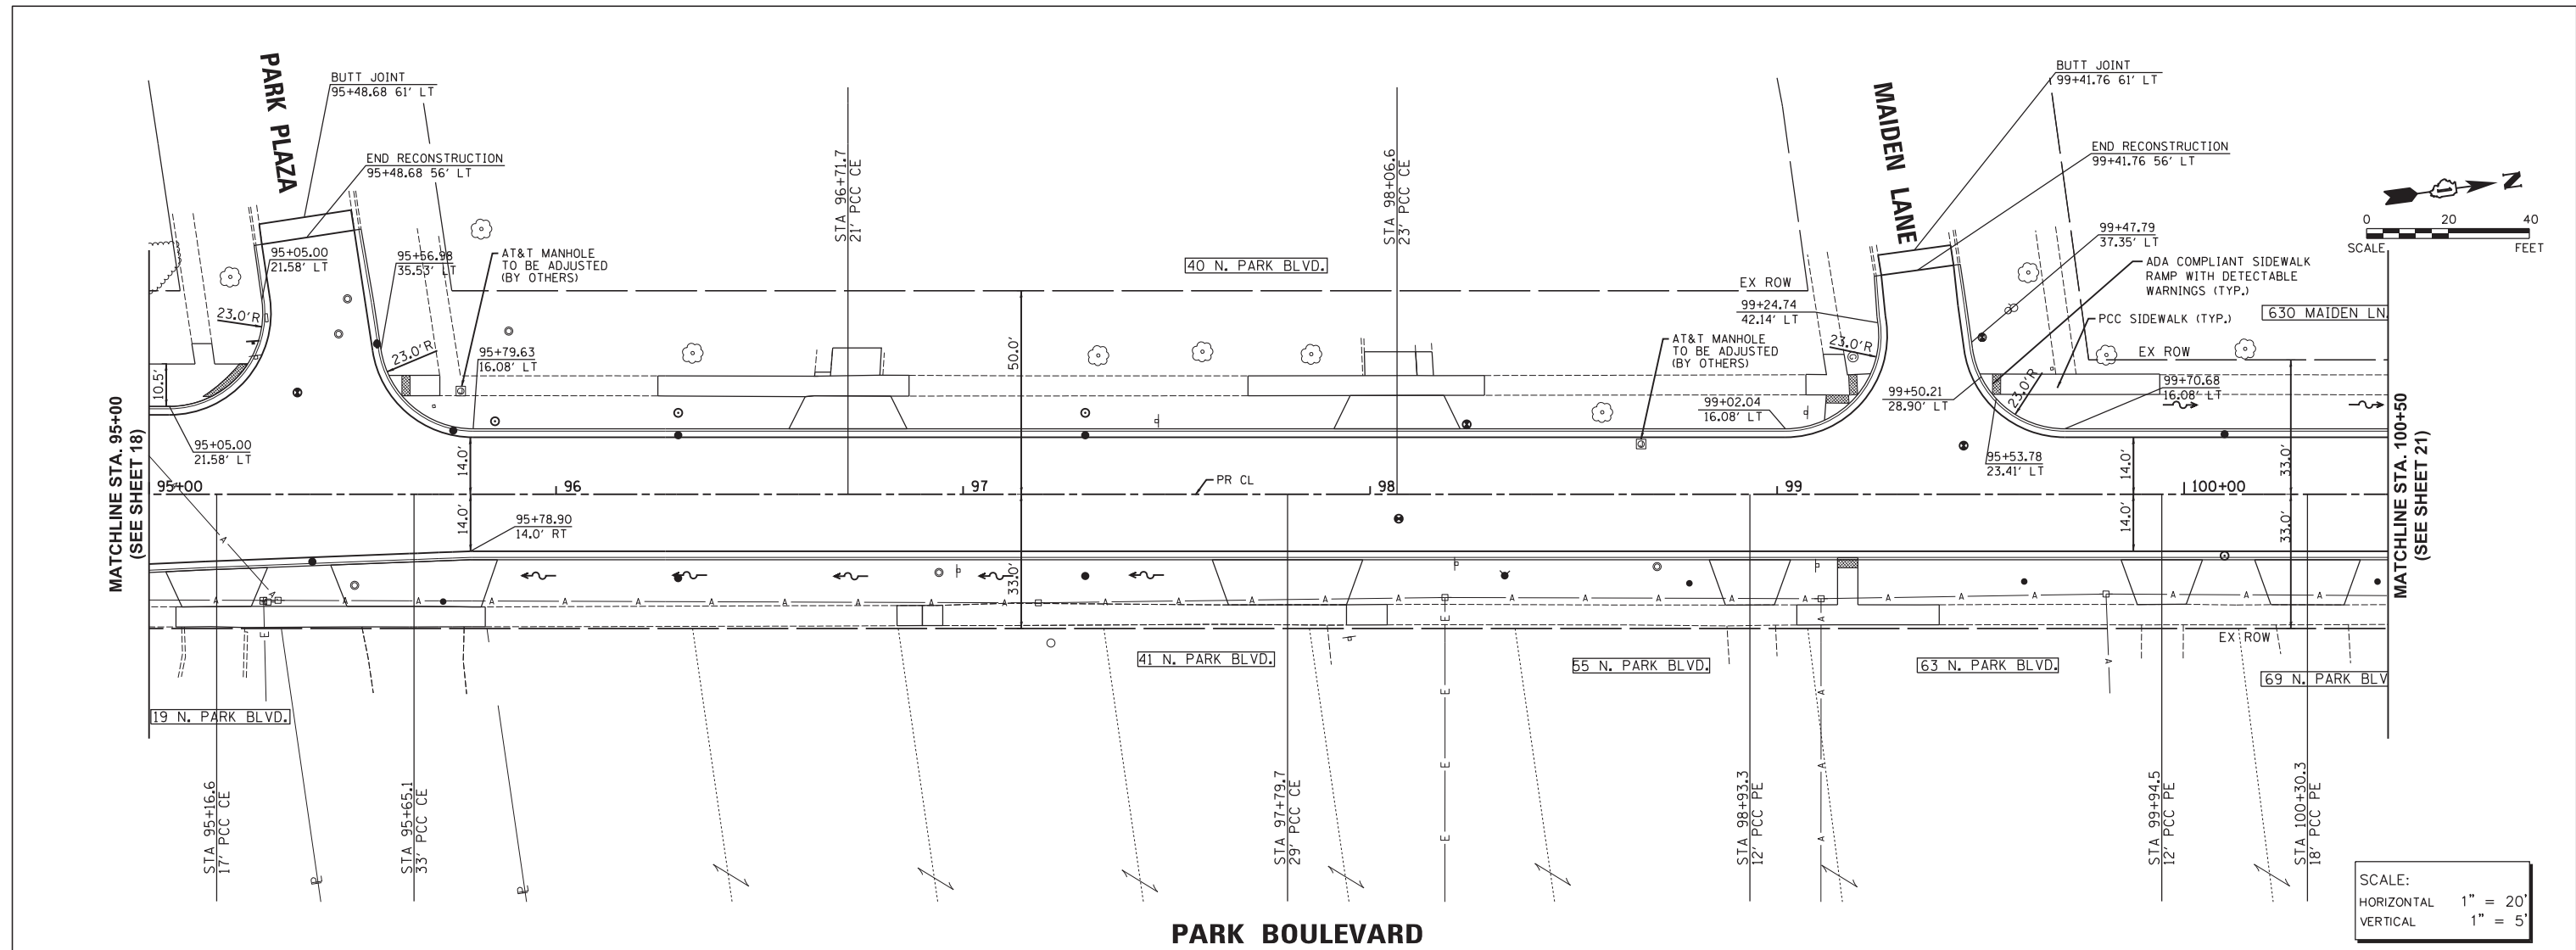 PARK PLAZA
BUTT JOINT
95+48.68 61' LT
END RECONSTRUCTION
95+48.68 56' LT
95+05.00
21.58' LT
95+56.98
35.53' LT
AT&T MANHOLE
TO BE ADJUSTED
(BY OTHERS)
23.0'R
23.0'R
95+79.63
16.08' LT
10.5'
95+05.00
21.58' LT
MATCHLINE STA. 95+00
(SEE SHEET 18)
STA 96+71.7
21' PCC CE
50.0'
40 N. PARK BLVD.
STA 98+06.6
23' PCC CE
EX ROW
99+24.74
42.14' LT
AT&T MANHOLE
TO BE ADJUSTED
(BY OTHERS)
23.0'R
99+02.04
16.08' LT
MAIDEN LANE
BUTT JOINT
99+41.76 61' LT
END RECONSTRUCTION
99+41.76 56' LT
99+47.79
37.35' LT
ADA COMPLIANT SIDEWALK
RAMP WITH DETECTABLE
WARNINGS (TYP.)
630 MAIDEN LN.
PCC SIDEWALK (TYP.)
EX ROW
99+50.21
28.90' LT
23.0'R
99+70.68
16.08' LT
95+53.78
23.41' LT
N
0 20 40
SCALE FEET
MATCHLINE STA. 100+50
(SEE SHEET 21)
95+00
96
97
PR CL
98
99
100+00
14.0'
14.0'
14.0'
14.0'
33.0'
33.0'
33.0'
95+78.90
14.0' RT
A A A A A A A A A A A A A A A A A A A A A A A A A A A A A
E
E
EX ROW
19 N. PARK BLVD.
41 N. PARK BLVD.
55 N. PARK BLVD.
63 N. PARK BLVD.
69 N. PARK BLV
STA 95+16.6
17' PCC CE
STA 95+65.1
33' PCC CE
STA 97+79.7
29' PCC CE
E
E
E
STA 98+93.3
12' PCC PE
A
A
A
A
STA 99+94.5
12' PCC PE
STA 100+30.3
18' PCC PE
SCALE:
HORIZONTAL 1" = 20'
VERTICAL 1" = 5'
PARK BOULEVARD